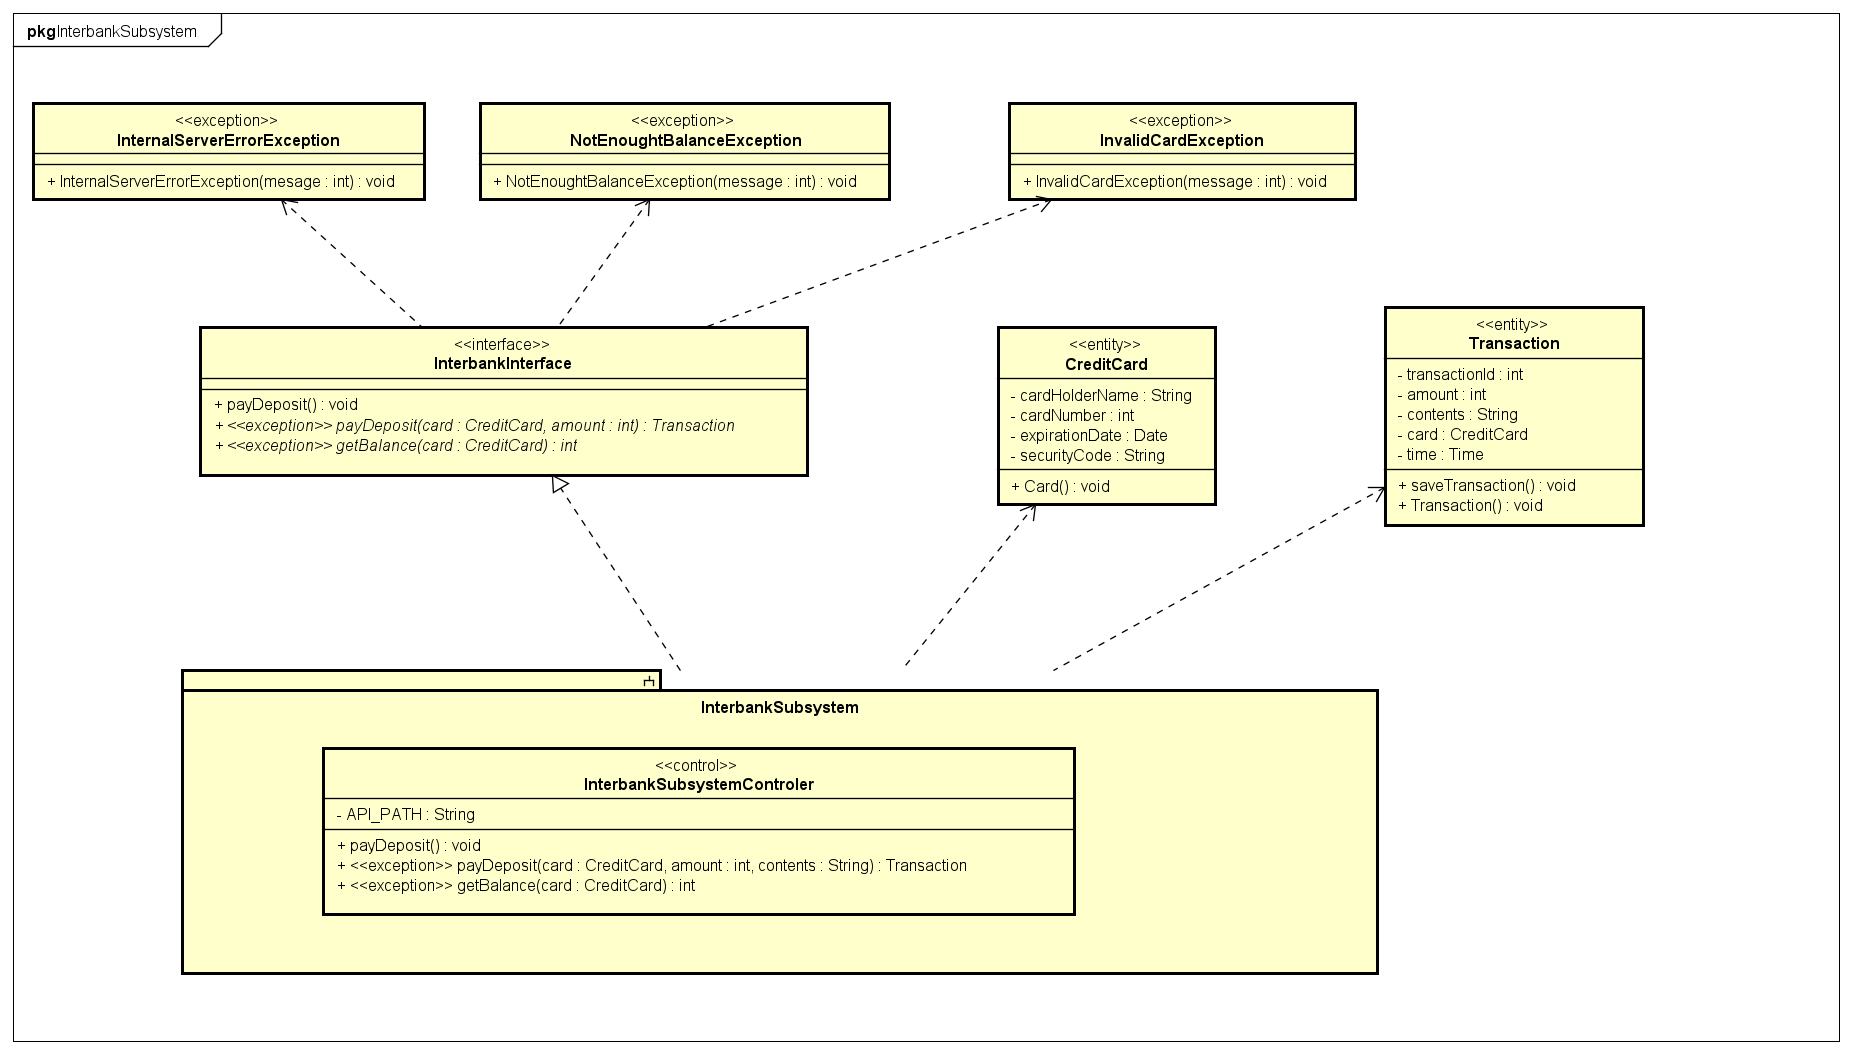 pkgInterbankSubsystem
<<exception>>
InternalServerErrorException
+ InternalServerErrorException(mesage : int) : void
<<exception>>
NotEnoughtBalanceException
+ NotEnoughtBalanceException(message : int) : void
<<exception>>
InvalidCardException
+ InvalidCardException(message : int) : void
<<interface>>
InterbankInterface
+ payDeposit() : void
+ <<exception>> payDeposit(card : CreditCard, amount : int) : Transaction
+ <<exception>> getBalance(card : CreditCard) : int
<<entity>>
CreditCard
- cardHolderName : String
- cardNumber : int
- expirationDate : Date
- securityCode : String
+ Card() : void
<<entity>>
Transaction
- transactionId : int
- amount : int
- contents : String
- card : CreditCard
- time : Time
+ saveTransaction() : void
+ Transaction() : void
InterbankSubsystem
<<control>>
InterbankSubsystemControler
- API_PATH : String
+ payDeposit() : void
+ <<exception>> payDeposit(card : CreditCard, amount : int, contents : String) : Transaction
+ <<exception>> getBalance(card : CreditCard) : int